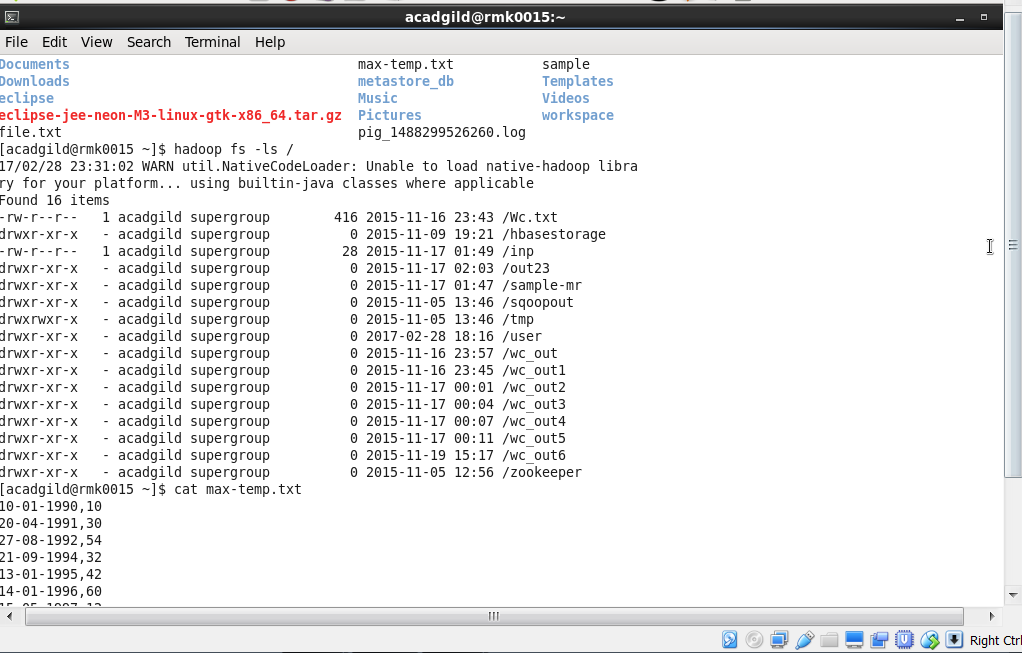 acadgild@rmk0015:~
File Edit View Search Terminal Help
Documents max-temp.txt sample
Downloads metastore_db Templates
eclipse Music Videos
eclipse-jee-neon-M3-linux-gtk-x86_64.tar.gz Pictures workspace
file.txt pig_1488299526260.log
[acadgild@rmk0015 ~]$ hadoop fs -ls /
17/02/28 23:31:02 WARN util.NativeCodeLoader: Unable to load native-hadoop libra
ry for your platform... using builtin-java classes where applicable
Found 16 items
-rw-r--r-- 1 acadgild supergroup 416 2015-11-16 23:43 /Wc.txt
drwxr-xr-x - acadgild supergroup 0 2015-11-09 19:21 /hbasestorage
-rw-r--r-- 1 acadgild supergroup 28 2015-11-17 01:49 /inp
drwxr-xr-x - acadgild supergroup 0 2015-11-17 02:03 /out23
drwxr-xr-x - acadgild supergroup 0 2015-11-17 01:47 /sample-mr
drwxr-xr-x - acadgild supergroup 0 2015-11-05 13:46 /sqoopout
drwxrwxr-x - acadgild supergroup 0 2015-11-05 13:46 /tmp
drwxr-xr-x - acadgild supergroup 0 2017-02-28 18:16 /user
drwxr-xr-x - acadgild supergroup 0 2015-11-16 23:57 /wc_out
drwxr-xr-x - acadgild supergroup 0 2015-11-16 23:45 /wc_out1
drwxr-xr-x - acadgild supergroup 0 2015-11-17 00:01 /wc_out2
drwxr-xr-x - acadgild supergroup 0 2015-11-17 00:04 /wc_out3
drwxr-xr-x - acadgild supergroup 0 2015-11-17 00:07 /wc_out4
drwxr-xr-x - acadgild supergroup 0 2015-11-17 00:11 /wc_out5
drwxr-xr-x - acadgild supergroup 0 2015-11-19 15:17 /wc_out6
drwxr-xr-x - acadgild supergroup 0 2015-11-05 12:56 /zookeeper
[acadgild@rmk0015 ~]$ cat max-temp.txt
10-01-1990,10
20-04-1991,30
27-08-1992,54
21-09-1994,32
13-01-1995,42
14-01-1996,60
Right Ctrl